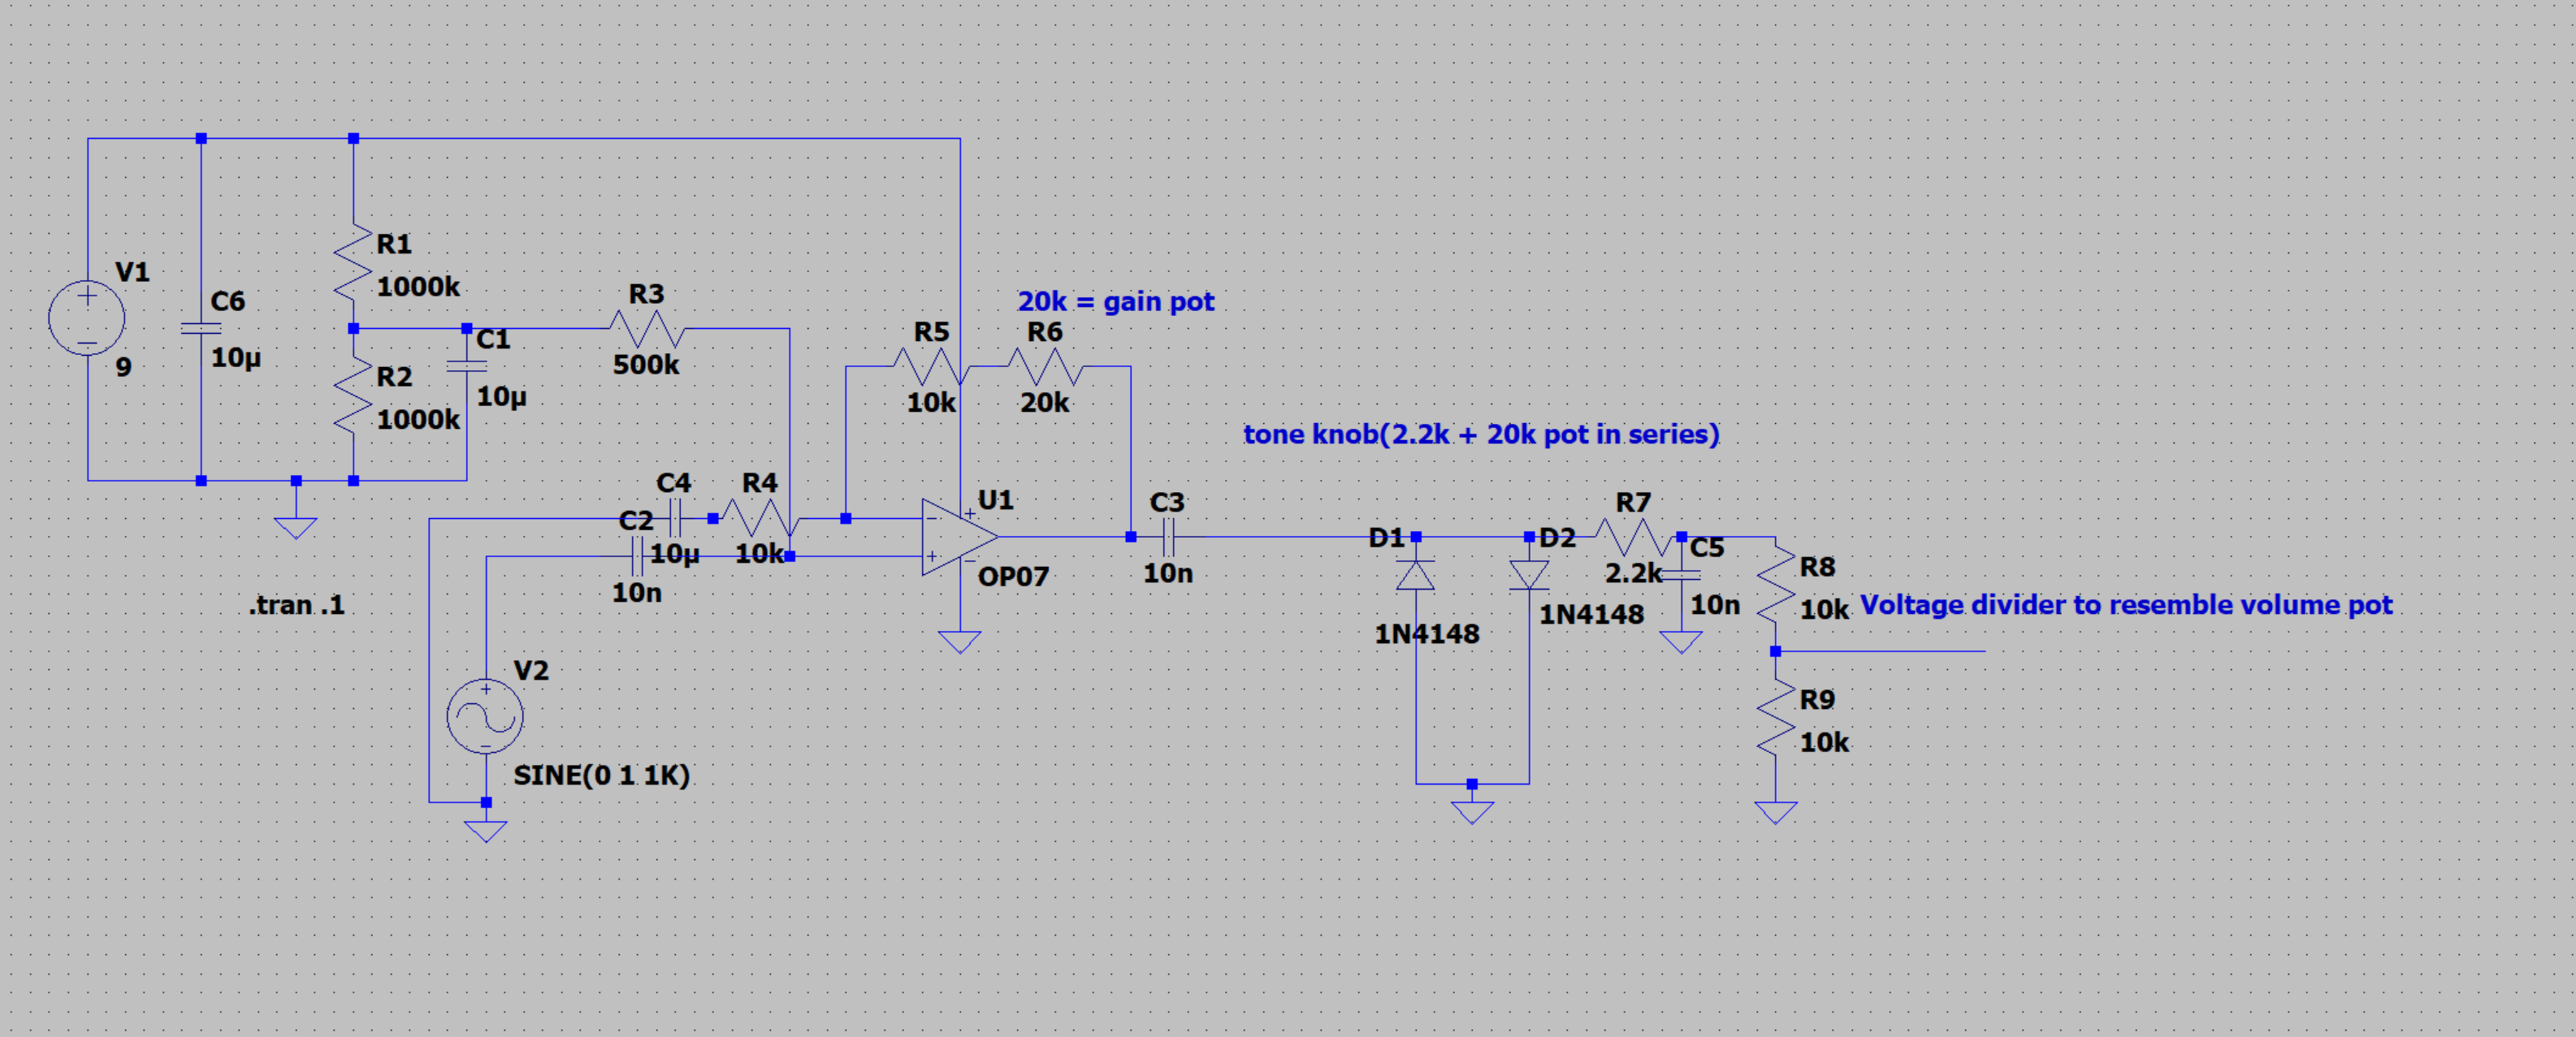 V1
9
C6
10µ
R1
1000k
R2
1000k
C1
10µ
R3
500k
20k = gain pot
R5
10k
R6
20k
tone knob(2.2k + 20k pot in series)
C4
10µ
R4
10k
C2
10n
U1
OP07
C3
10n
D1
1N4148
D2
1N4148
R7
2.2k
C5
10n
R8
10k
Voltage divider to resemble volume pot
R9
10k
.tran .1
V2
SINE(0 1 1K)